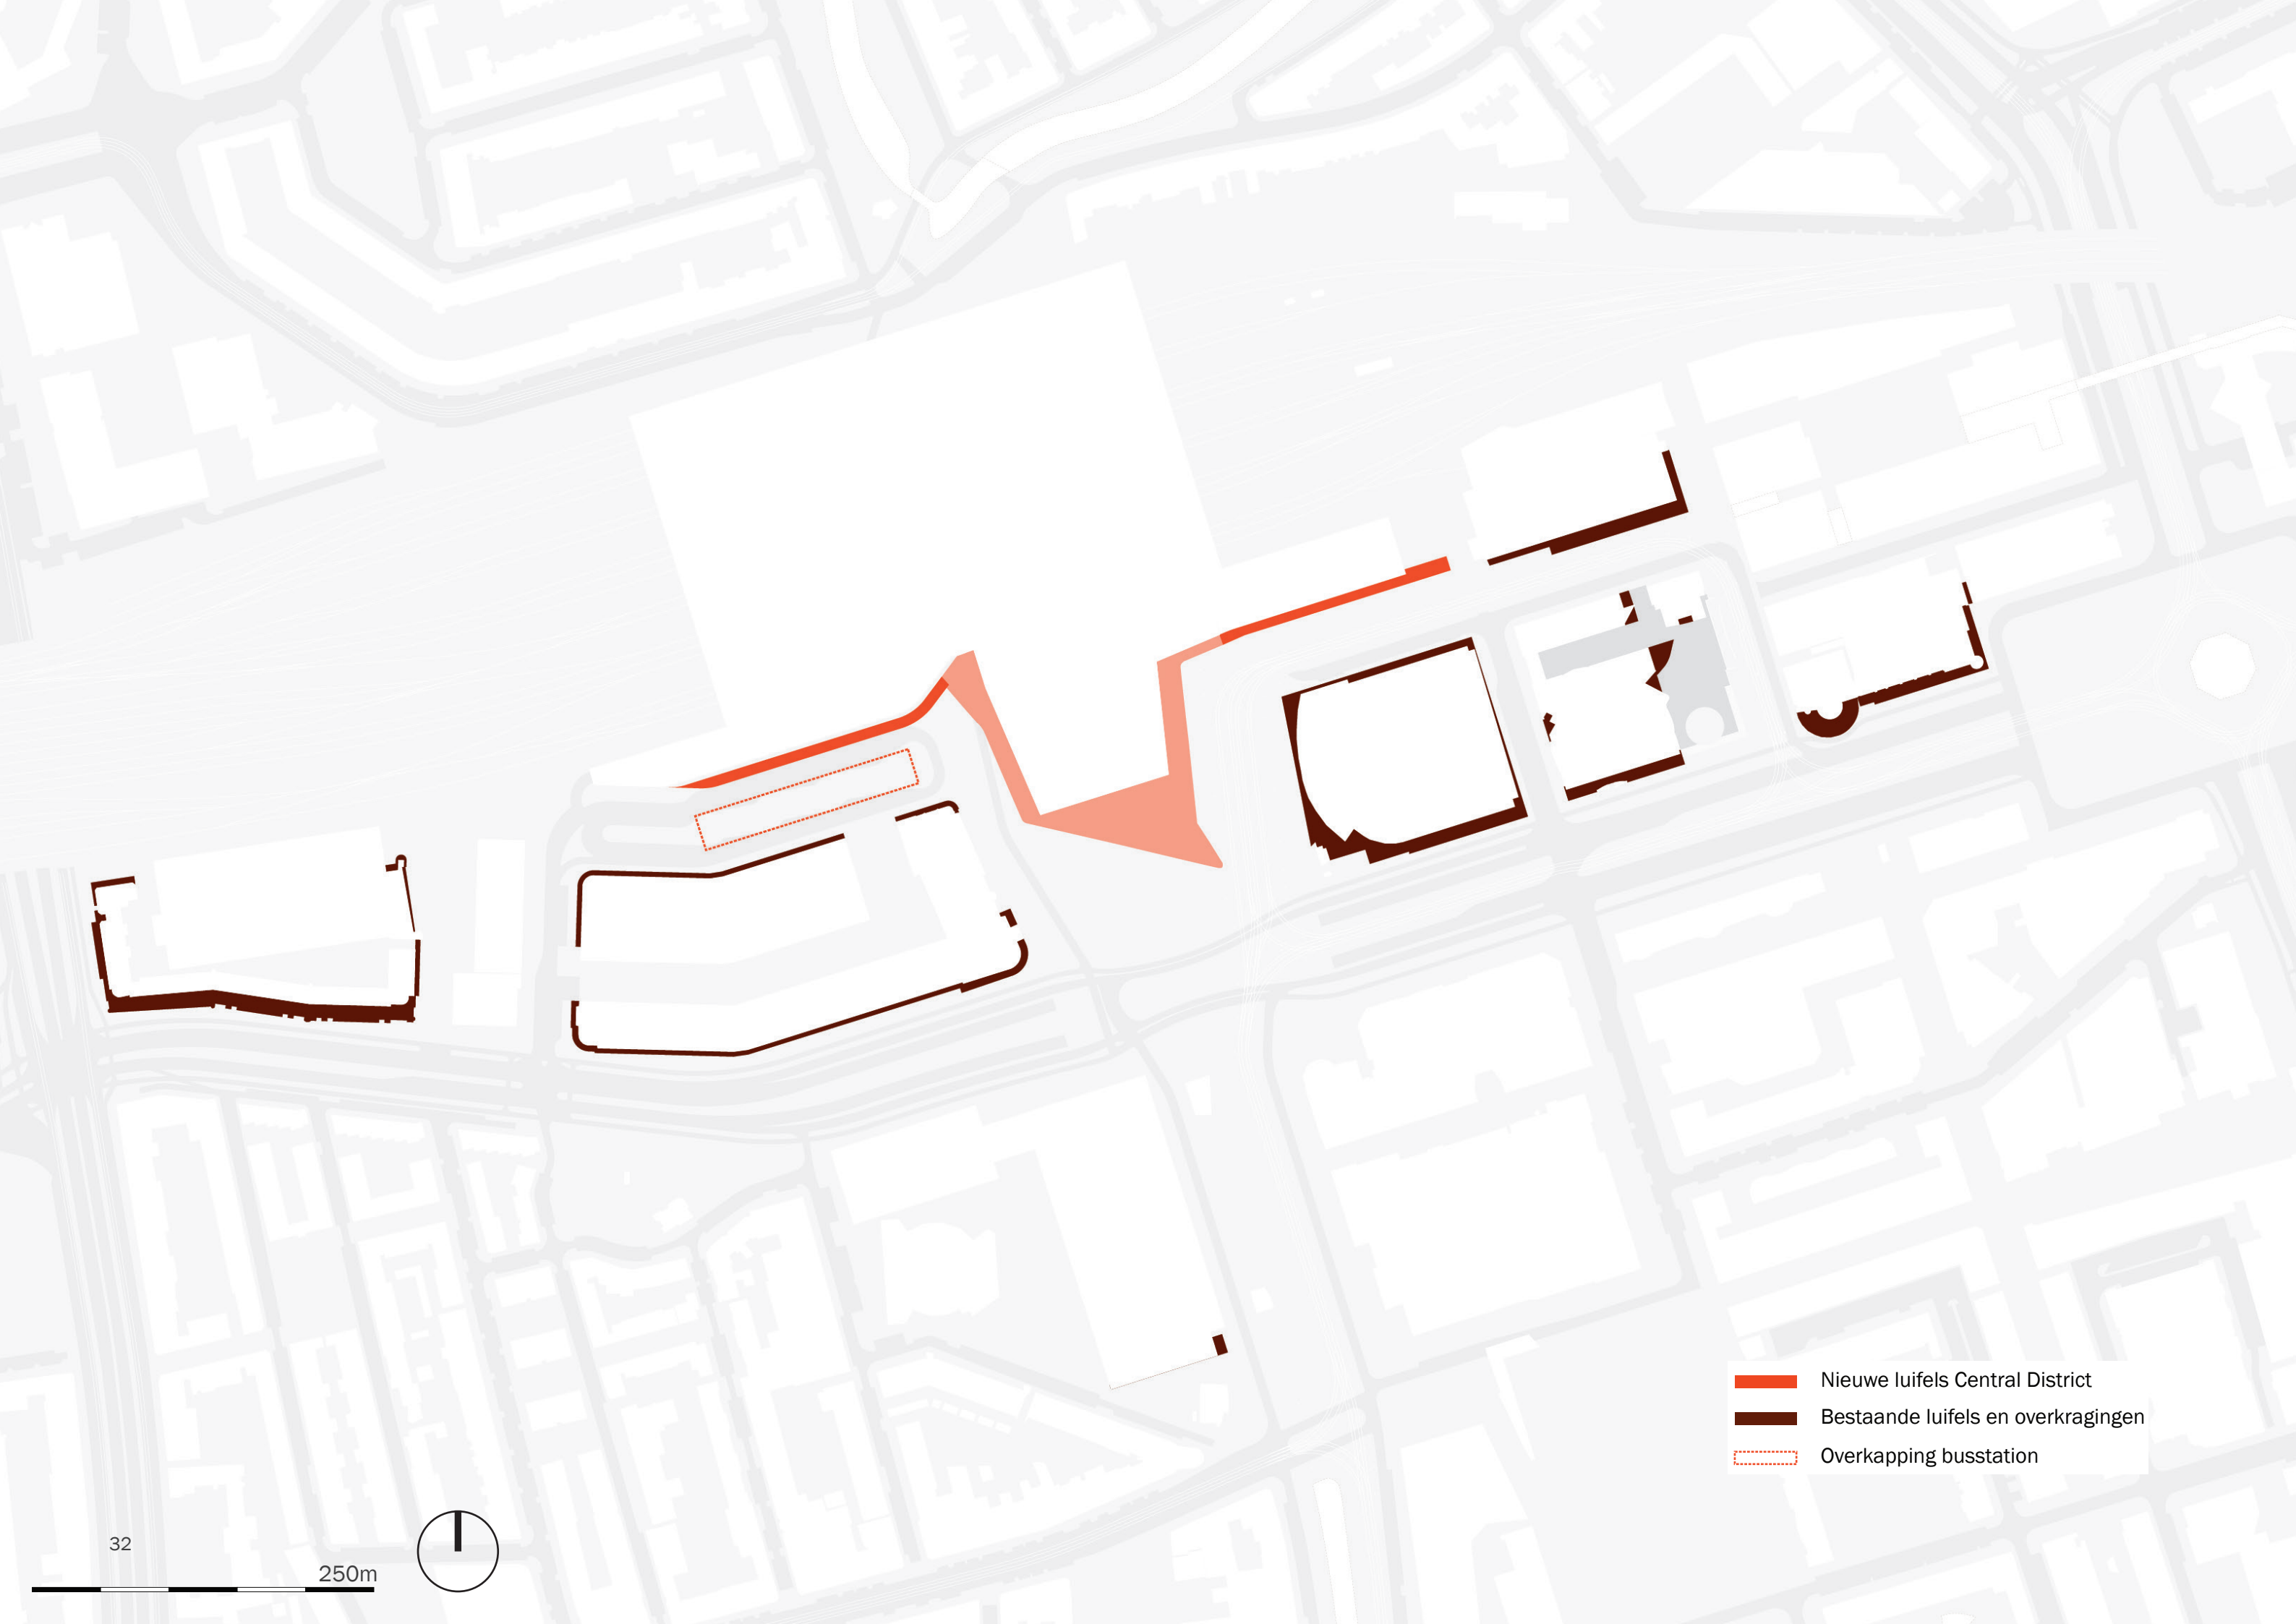 Nieuwe luifels Central District
Bestaande luifels en overkragingen
Overkapping busstation
32
250m